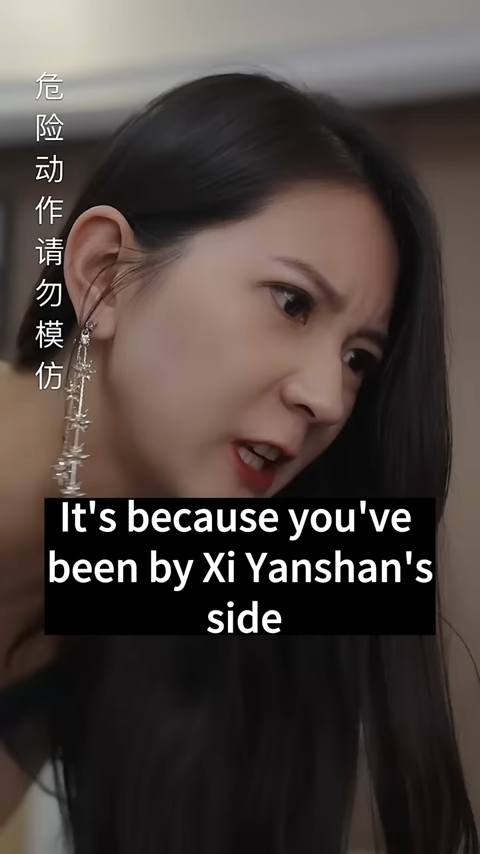 危险动作请勿模仿
It's because you've
been by Xi Yanshan's
side